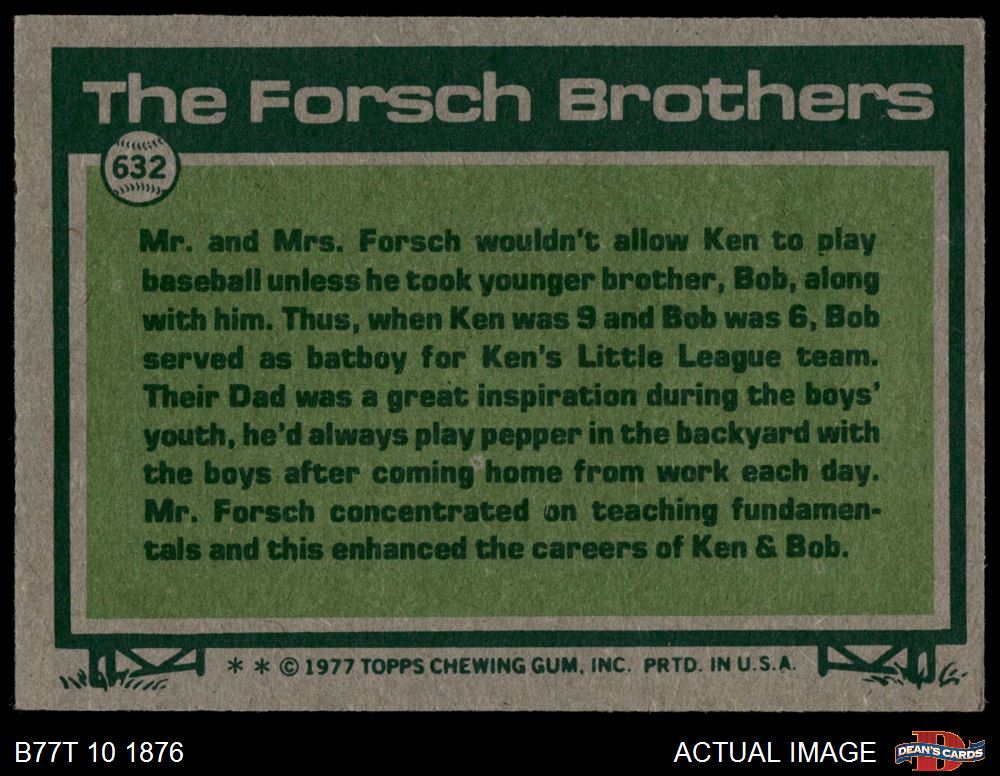 The Forsch Brothers
632
Mr. and Mrs. Forsch wouldn't allow Ken to play
baseball unless he took younger brother, Bob, along
with him. Thus, when Ken was 9 and Bob was 6, Bob
served as batboy for Ken's Little League team.
Their Dad was a great inspiration during the boys'
youth, he'd always play pepper in the backyard with
the boys after coming home from work each day.
Mr. Forsch concentrated on teaching fundamen-
tals and this enhanced the careers of Ken & Bob.
* * © 1977 TOPPS CHEWING GUM, INC. PRTD. IN U.S.A.
B77T 10 1876
ACTUAL IMAGE
DEAN'S CARDS